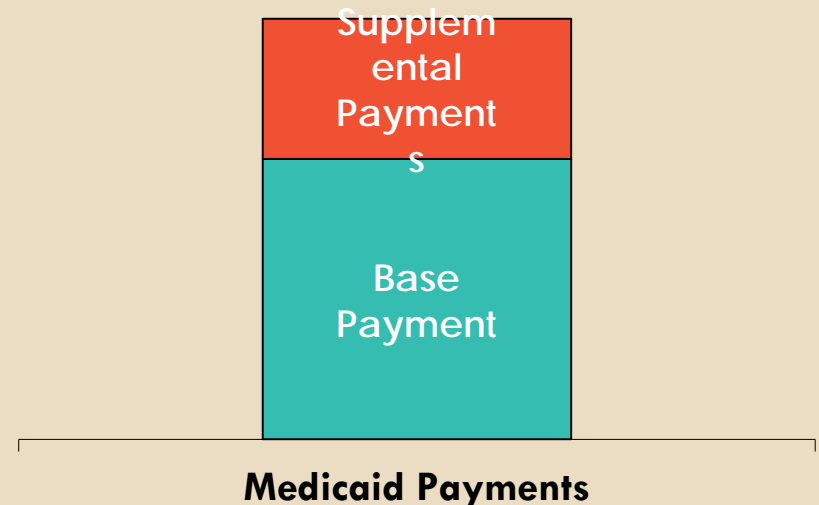 Supplem
ental
Payment
s
Base
Payment
Medicaid Payments